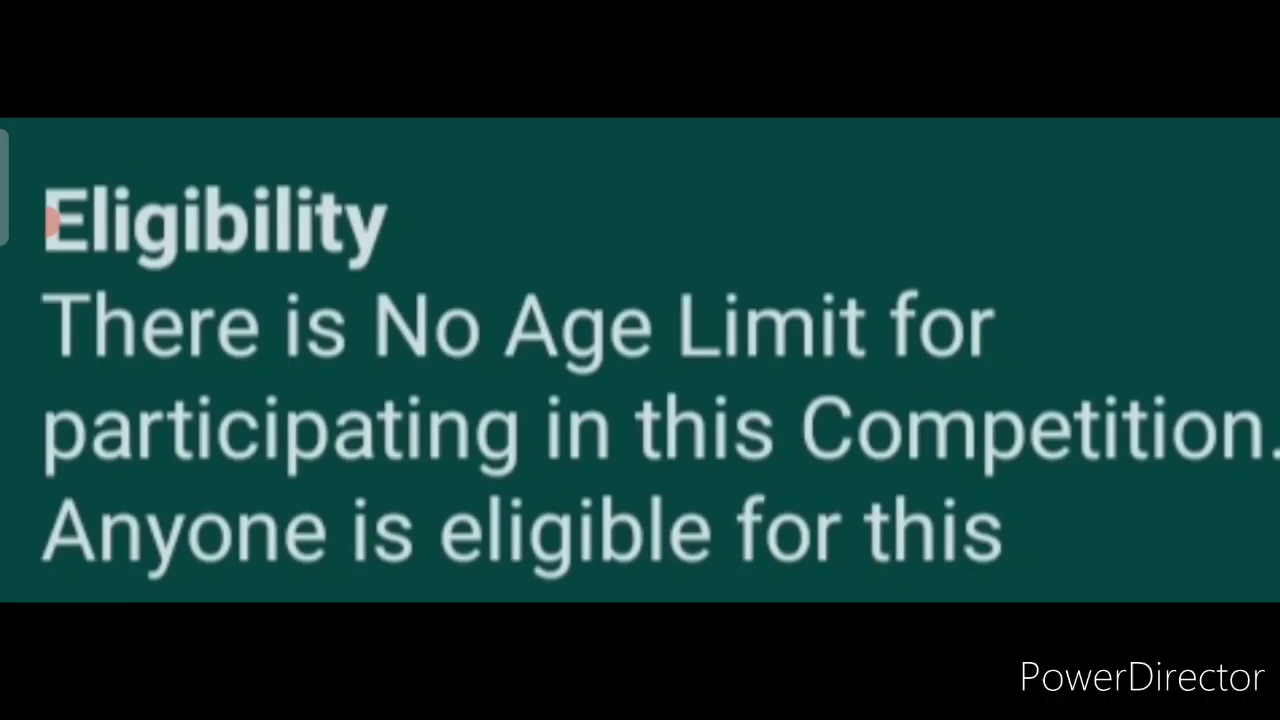 Eligibility
There is No Age Limit for
participating in this Competition.
Anyone is eligible for this
PowerDirector